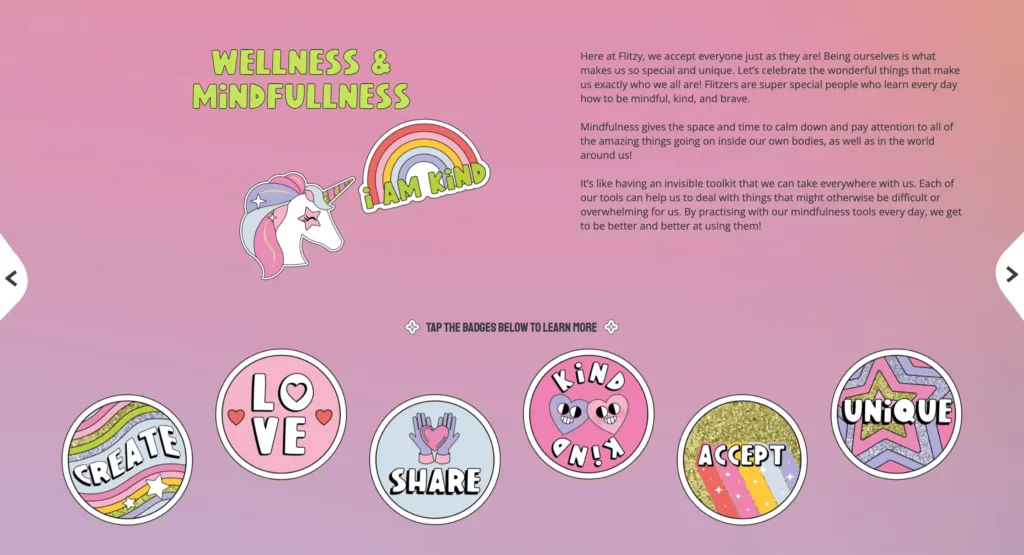 WELLNESS &
MiNDFULLNESS
Here at Flitzy, we accept everyone just as they are! Being ourselves is what
makes us so special and unique. Let's celebrate the wonderful things that make
us exactly who we all are! Flitzers are super special people who learn every day
how to be mindful, kind, and brave.
Mindfulness gives the space and time to calm down and pay attention to all of
the amazing things going on inside our own bodies, as well as in the world
around us!
It's like having an invisible toolkit that we can take everywhere with us. Each of
our tools can help us to deal with things that might otherwise be difficult or
overwhelming for us. By practising with our mindfulness tools every day, we get
to be better and better at using them!
i AM KiND
TAP THE BADGES BELOW TO LEARN MORE
CREATE
LO
VE
SHARE
KiND
KiND
ACCEPT
UNiQUE